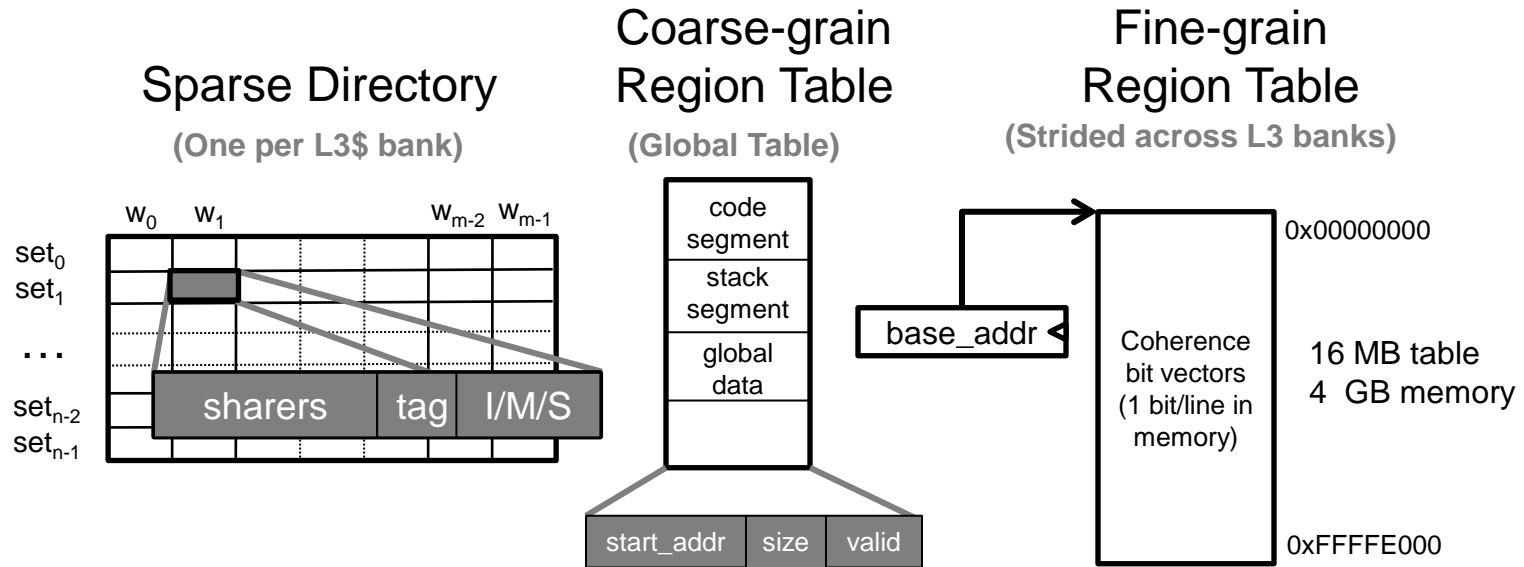 Sparse Directory
(One per L3$ bank)
w0 w1 wm-2 wm-1
set0
set1
...
setn-2
setn-1
sharers tag I/M/S
Coarse-grain
Region Table
(Global Table)
code
segment
stack
segment
global
data
start_addr size valid
Fine-grain
Region Table
(Strided across L3 banks)
base_addr
Coherence
bit vectors
(1 bit/line in
memory)
0x00000000
16 MB table
4 GB memory
0xFFFFE000